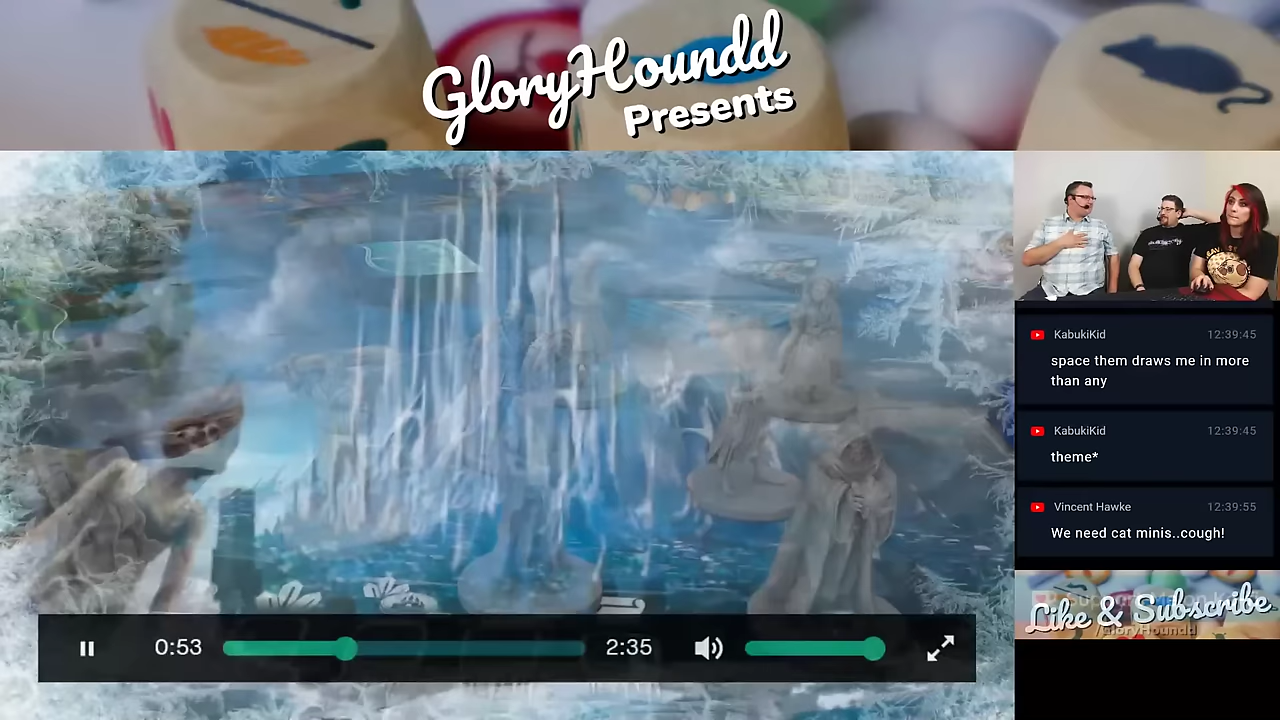 GloryHoundd
Presents
KabukiKid 12:39:45
space them draws me in more
than any
KabukiKid 12:39:45
theme*
Vincent Hawke 12:39:55
We need cat minis..cough!
Like & Subscribe
/GloryHoundd
0:53 2:35